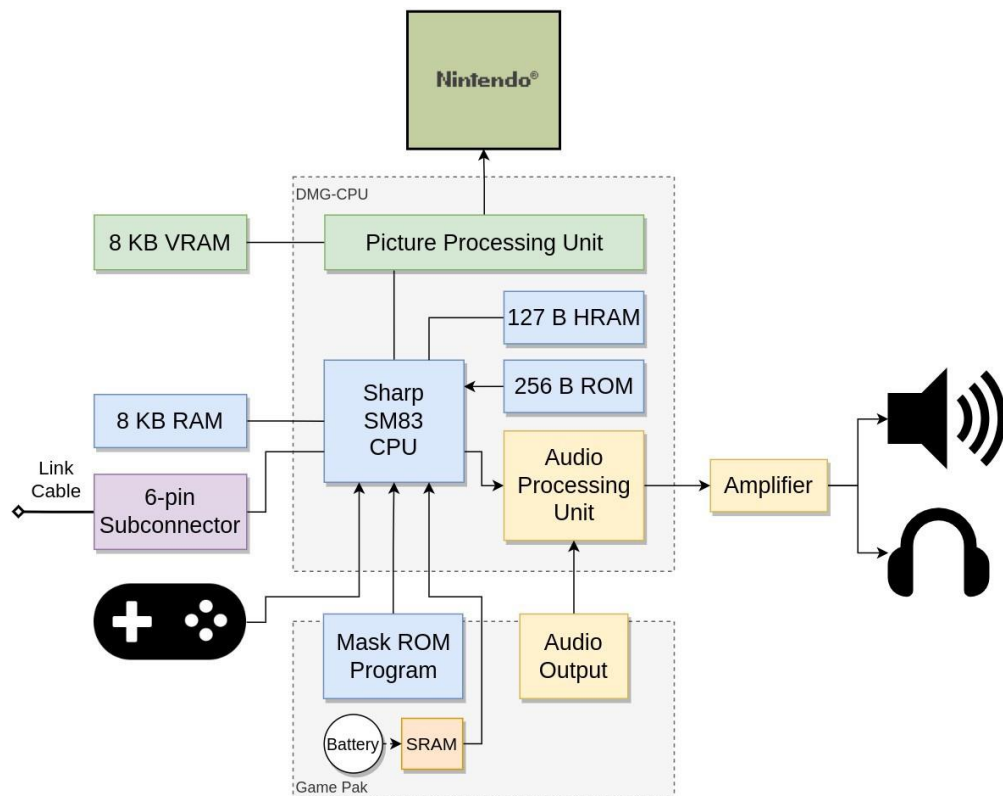 Nintendo®
DMG-CPU
8 KB VRAM
Picture Processing Unit
127 B HRAM
256 B ROM
8 KB RAM
Sharp
SM83
CPU
Link
Cable
6-pin
Subconnector
Audio
Processing
Unit
Amplifier
Mask ROM
Program
Audio
Output
Battery
SRAM
Game Pak